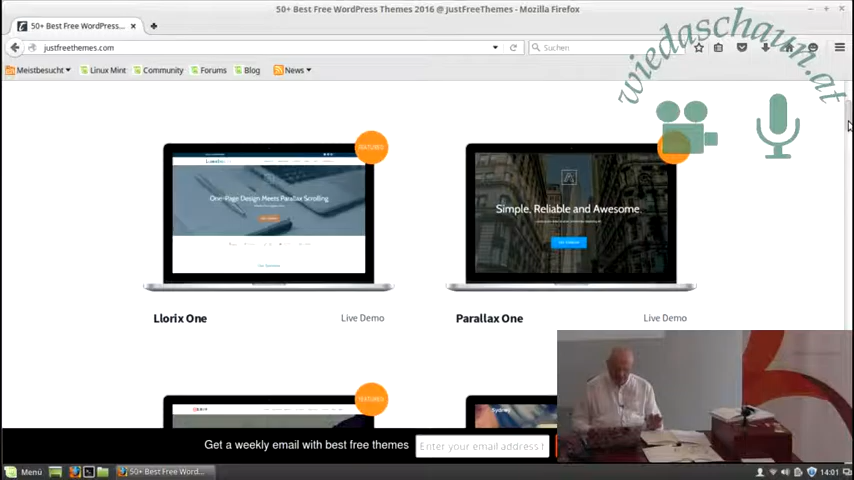 50+ Best Free WordPress Themes 2016 @ JustFreeThemes - Mozilla Firefox
50+ Best Free WordPress Themes...
justfreethemes.com
Suchen
Meistbesucht
Linux Mint
Community
Forums
Blog
News
wiedaschaum.at
FEATURED
One-Page Design Meets Parallax Scrolling
Simple, Reliable and Awesome.
Llorix One
Live Demo
Parallax One
Live Demo
FEATURED
Sydney
Get a weekly email with best free themes
Enter your email address t
Menü
50+ Best Free Word...
14:01